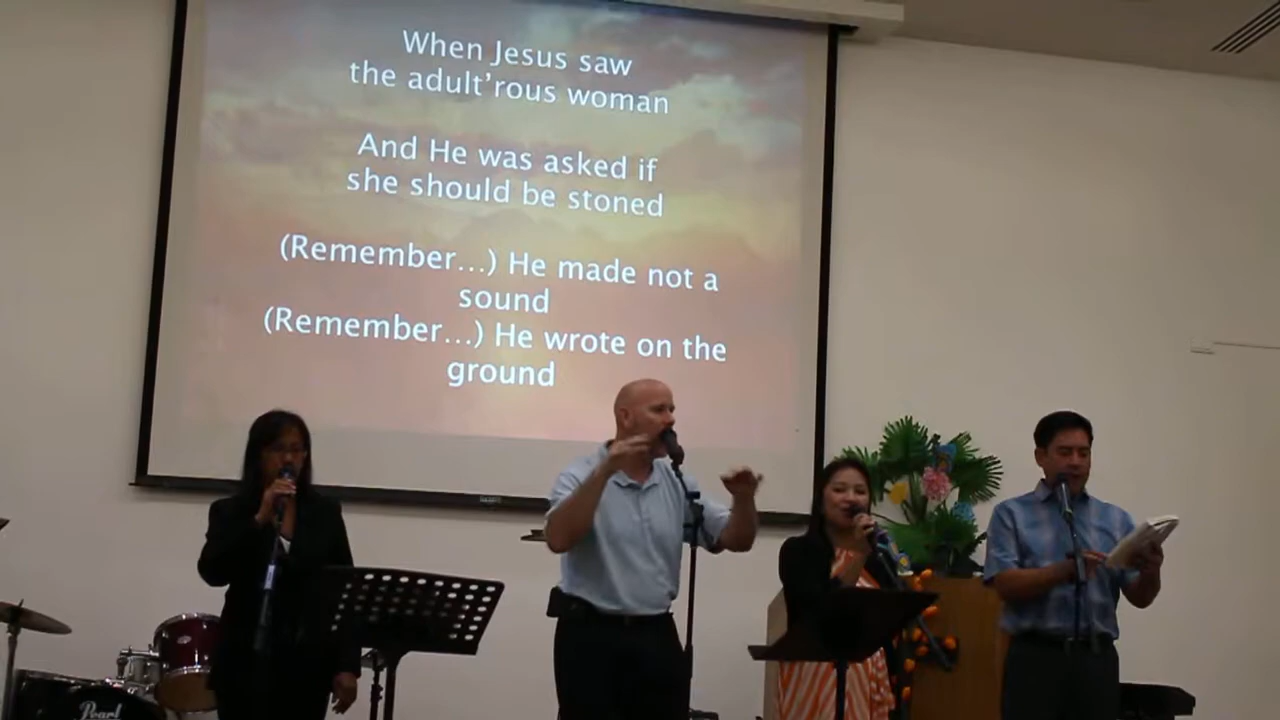 When Jesus saw
the adult'rous woman
And He was asked if
she should be stoned
(Remember...) He made not a
sound
(Remember...) He wrote on the
ground
Pearl